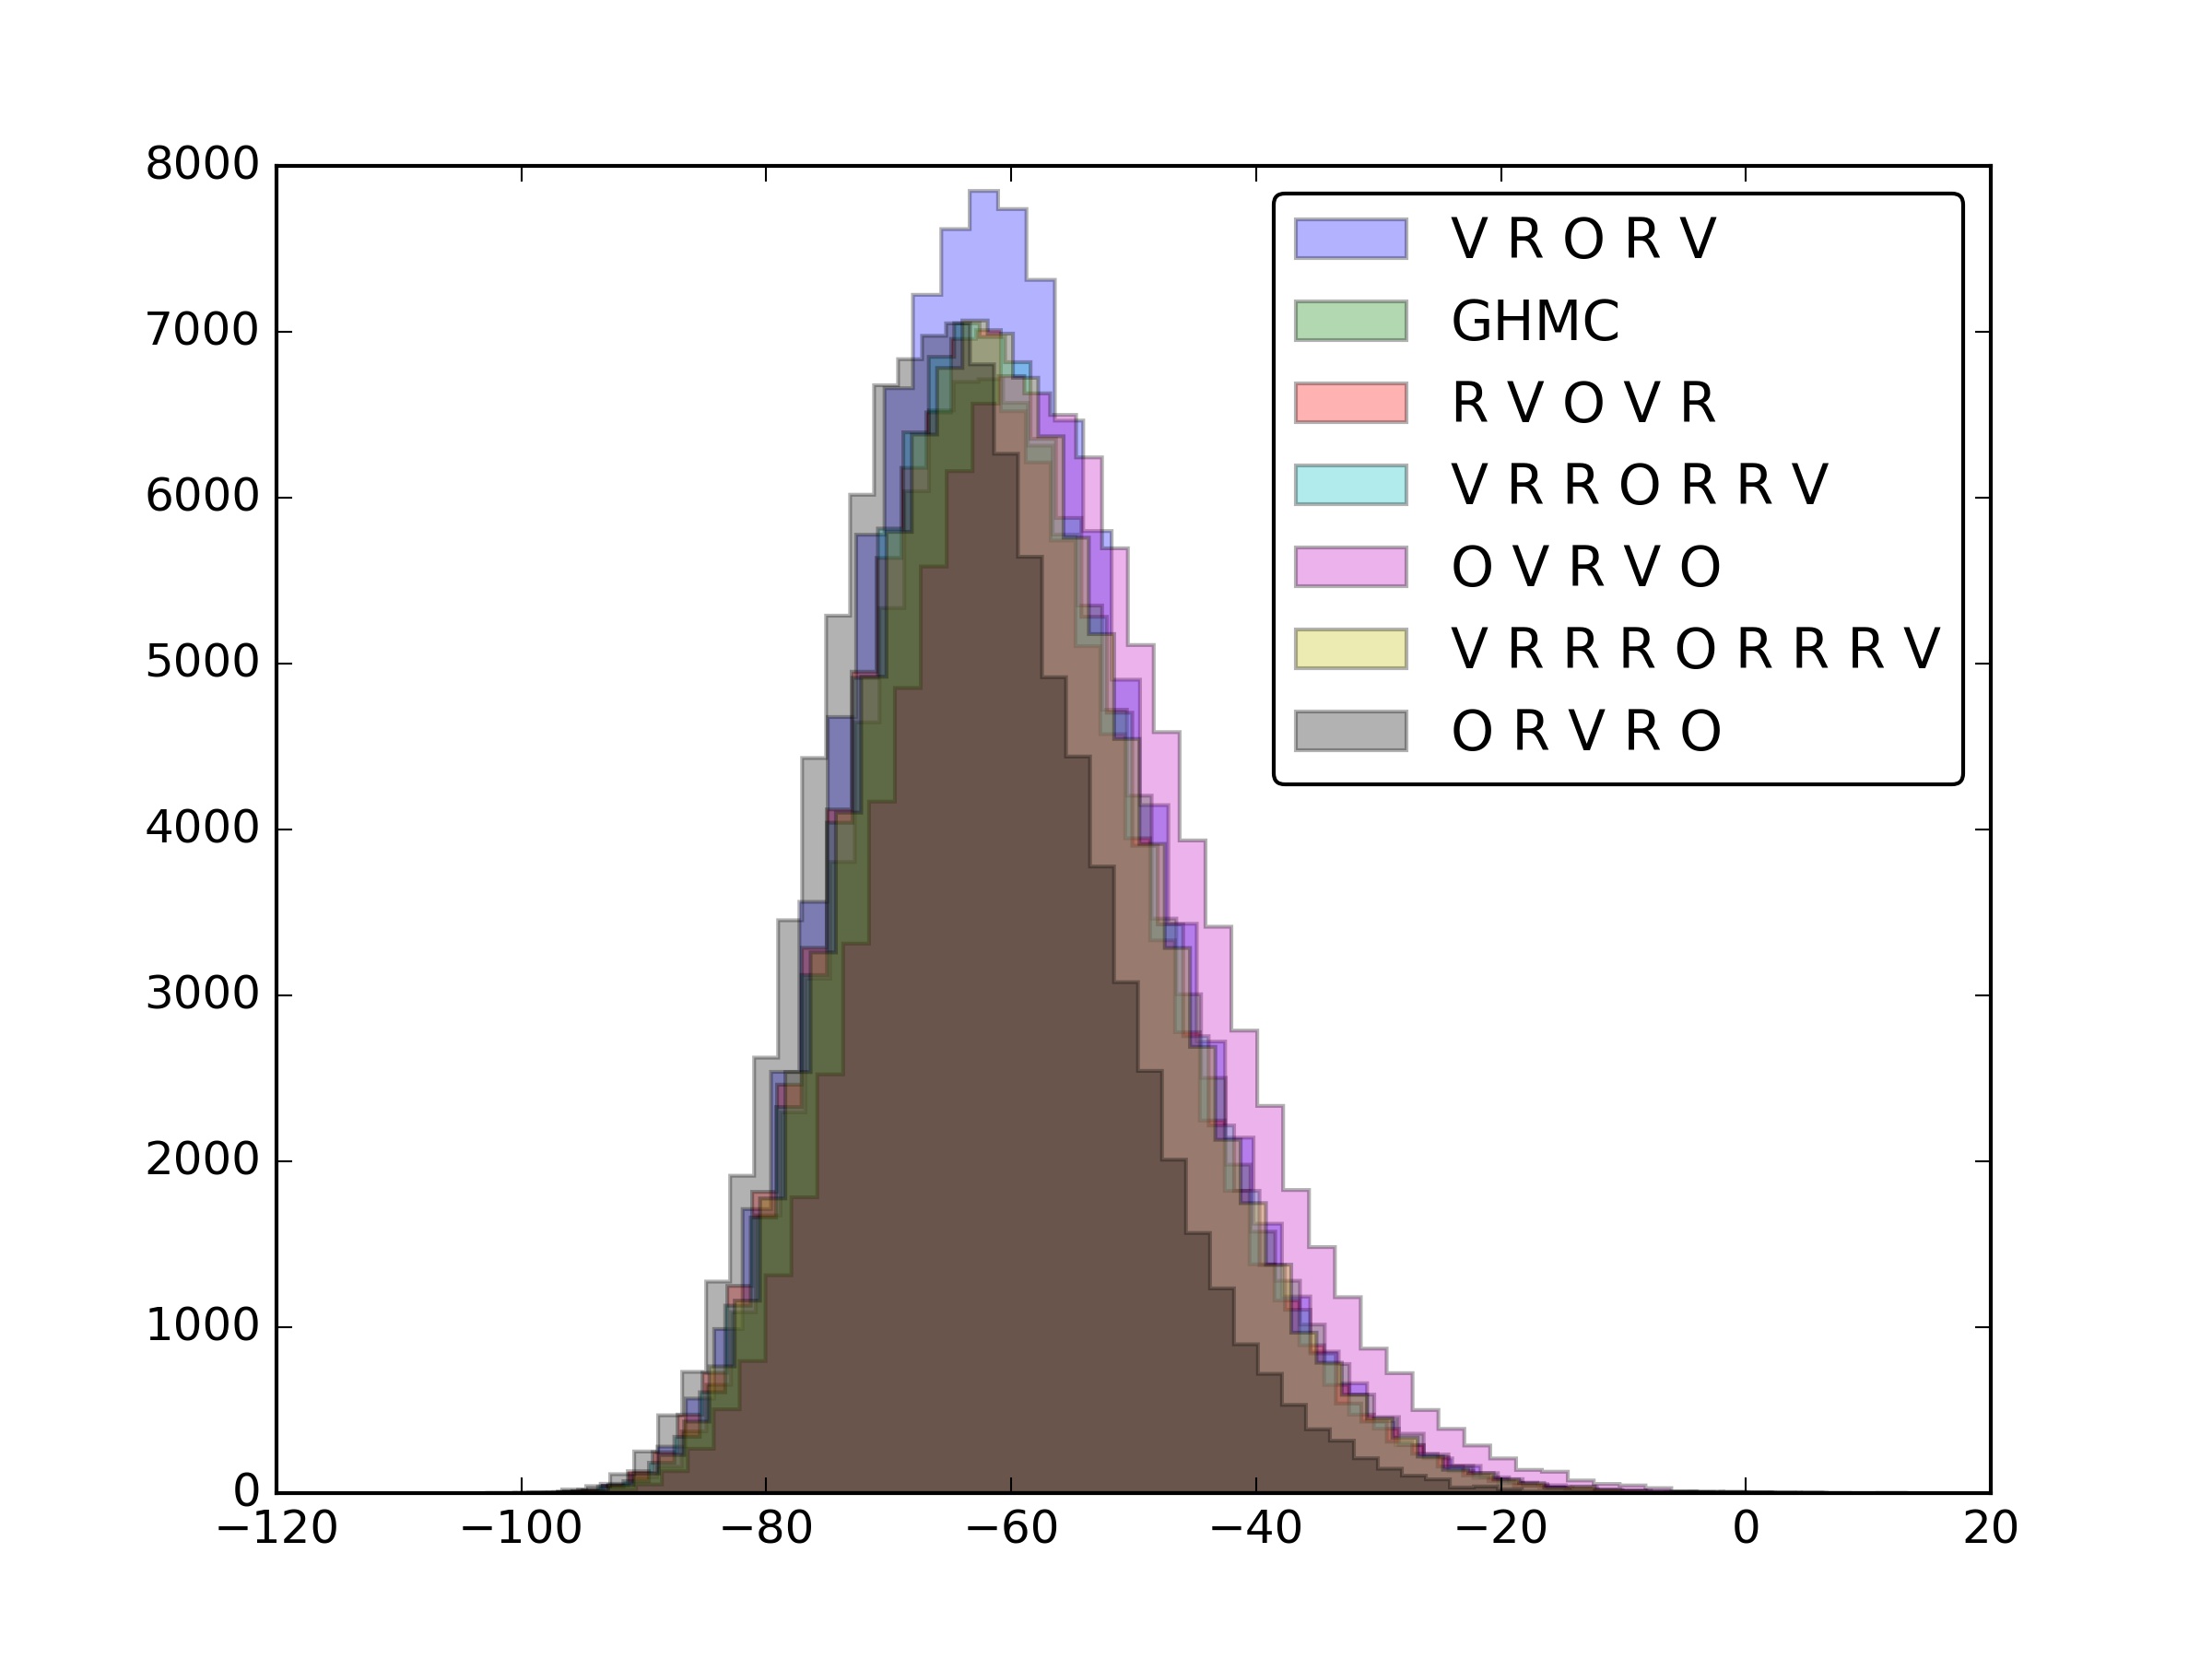 8000
7000
6000
5000
4000
3000
2000
1000
0
−120 −100 −80 −60 −40 −20 0 20
V R O R V
GHMC
R V O V R
V R R O R R V
O V R V O
V R R R O R R R V
O R V R O